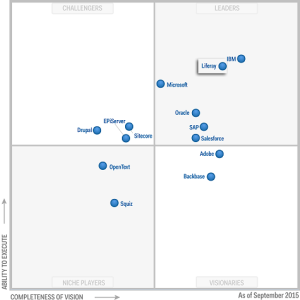 CHALLENGERS
LEADERS
IBM
Liferay
Microsoft
Oracle
EPiServer
SAP
Drupal
Sitecore
Salesforce
Adobe
OpenText
Backbase
Squiz
ABILITY TO EXECUTE
NICHE PLAYERS
VISIONARIES
COMPLETENESS OF VISION
As of September 2015